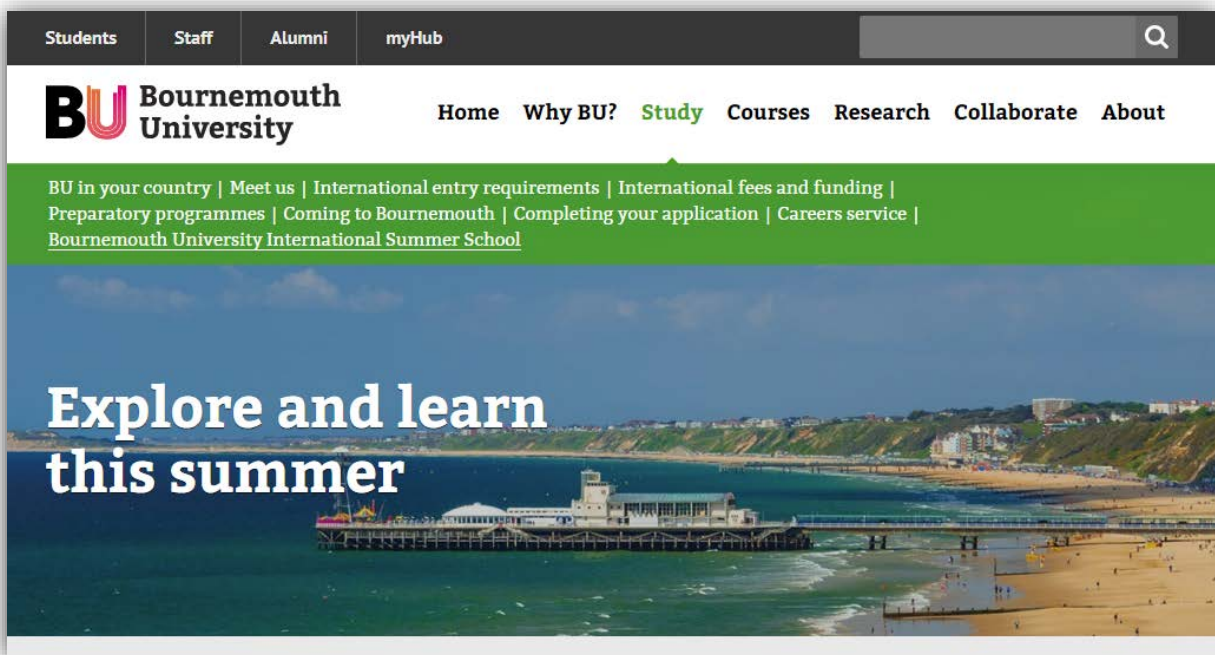 Students Staff Alumni myHub
BU Bournemouth
University
Home Why BU? Study Courses Research Collaborate About
BU in your country | Meet us | International entry requirements | International fees and funding |
Preparatory programmes | Coming to Bournemouth | Completing your application | Careers service |
Bournemouth University International Summer School
Explore and learn
this summer